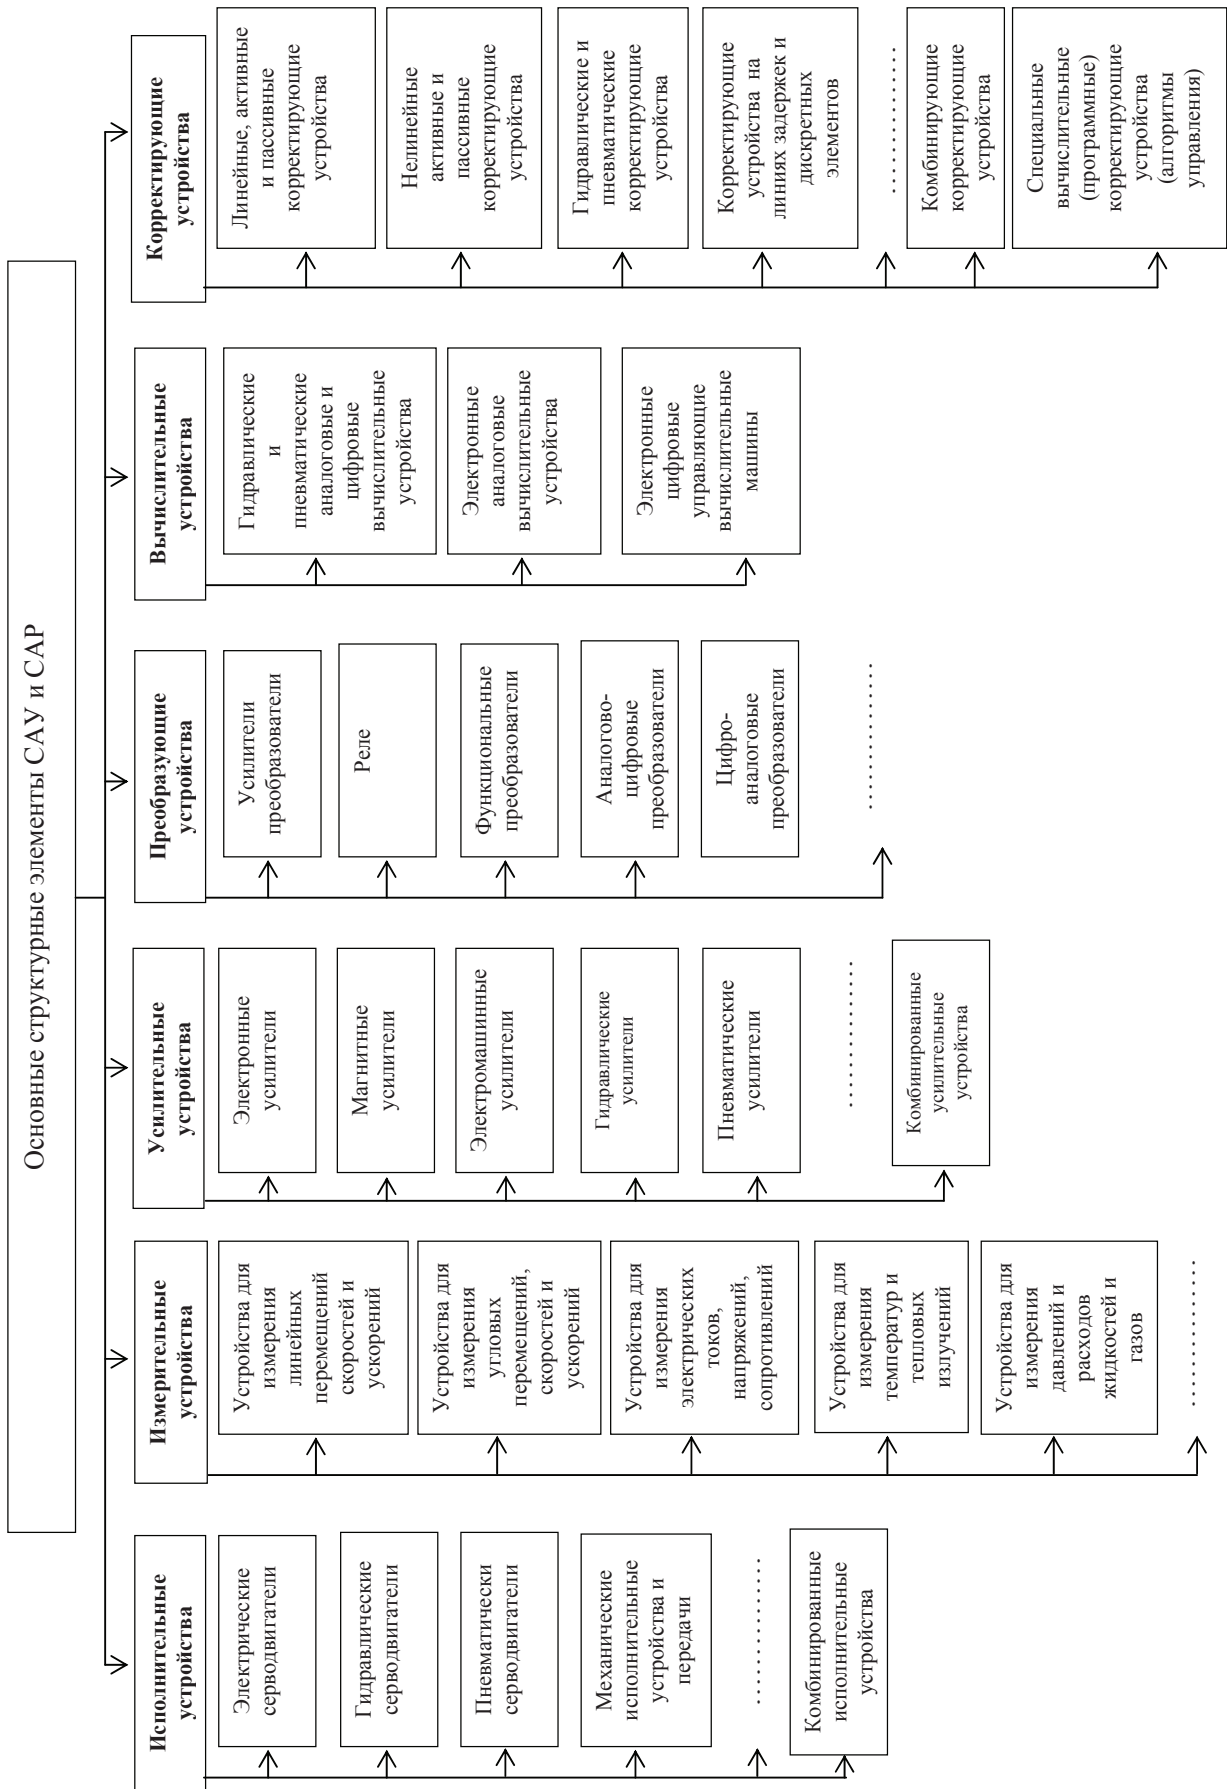 Основные структурные элементы САУ и САР
Исполнительные
устройства
Электрические
серводвигатели
Гидравлические
серводвигатели
Пневматически
серводвигатели
Механические
исполнительные
устройства и
передачи
............
Комбинированные
исполнительные
устройства
Измерительные
устройства
Устройства для
измерения
линейных
перемещений
скоростей и
ускорений
Устройства для
измерения
угловых
перемещений,
скоростей и
ускорений
Устройства для
измерения
электрических
токов,
напряжений,
сопротивлений
Устройства для
измерения
температур и
тепловых
излучений
Устройства для
измерения
давлений и
расходов
жидкостей и
газов
............
Усилительные
устройства
Электронные
усилители
Магнитные
усилители
Электромашинные
усилители
Гидравлические
усилители
Пневматические
усилители
............
Комбинированные
усилительные
устройства
Преобразующие
устройства
Усилители
преобразователи
Реле
Функциональные
преобразователи
Аналогово-
цифровые
преобразователи
Цифро-
аналоговые
преобразователи
............
Вычислительные
устройства
Гидравлические
и
пневматические
аналоговые и
цифровые
вычислительные
устройства
Электронные
аналоговые
вычислительные
устройства
Электронные
цифровые
управляющие
вычислительные
машины
Корректирующие
устройства
Линейные, активные
и пассивные
корректирующие
устройства
Нелинейные
активные и
пассивные
корректирующие
устройства
Гидравлические и
пневматические
корректирующие
устройства
Корректирующие
устройства на
линиях задержек и
дискретных
элементов
............
Комбинирующие
корректирующие
устройства
Специальные
вычислительные
(програмные)
корректирующие
устройства
(алгоритмы
управления)